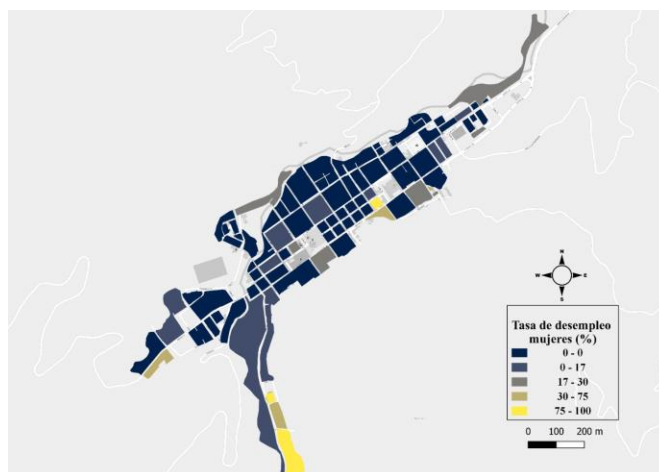 N
W
E
S
Tasa de desempleo
mujeres (%)
0 - 0
0 - 17
17 - 30
30 - 75
75 - 100
0 100 200 m